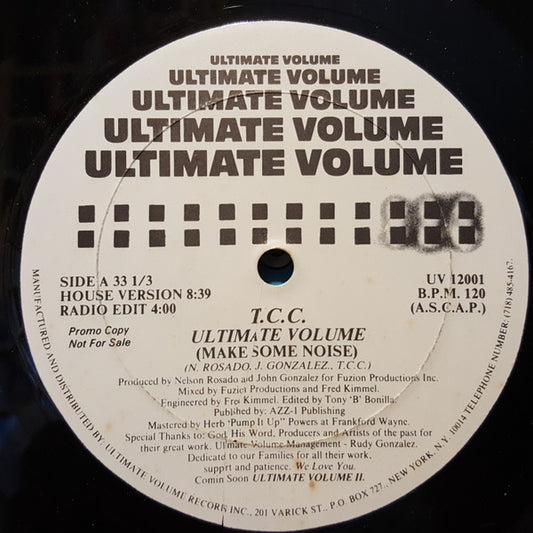 ULTIMATE VOLUME
ULTIMATE VOLUME
ULTIMATE VOLUME
ULTIMATE VOLUME
ULTIMATE VOLUME
SIDE A 33 1/3
HOUSE VERSION 8:39
RADIO EDIT 4:00
Promo Copy
Not For Sale
UV 12001
B.P.M. 120
(A.S.C.A.P.)
T.C.C.
ULTIMATE VOLUME
(MAKE SOME NOISE)
(N. ROSADO, J. GONZALEZ., T.C.C.)
Produced by Nelson Rosado and John Gonzalez for Fuzion Productions Inc.
Mixed by Fuzion Productions and Fred Kimmel.
Engineered by Fred Kimmel. Edited by Tony 'B' Bonilla.
Published by: AZZ-1 Publishing
Mastered by Herb 'Pump It Up" Powers at Frankford Wayne.
Special Thanks to: God, His Word, Producers and Artists of the past for
their great work. Ultimate Volume Management - Rudy Gonzalez.
Dedicated to our Families for all their work,
supprt and patience. We Love You.
Comin Soon ULTIMATE VOLUME II.
MANUFACTURED AND DISTRIBUTED BY: ULTIMATE VOLUME RECORDS INC., 201 VARICK ST., P.O. BOX 727., NEW YORK, N.Y. 10014 TELEPHONE NUMBER: (718) 485-4167.